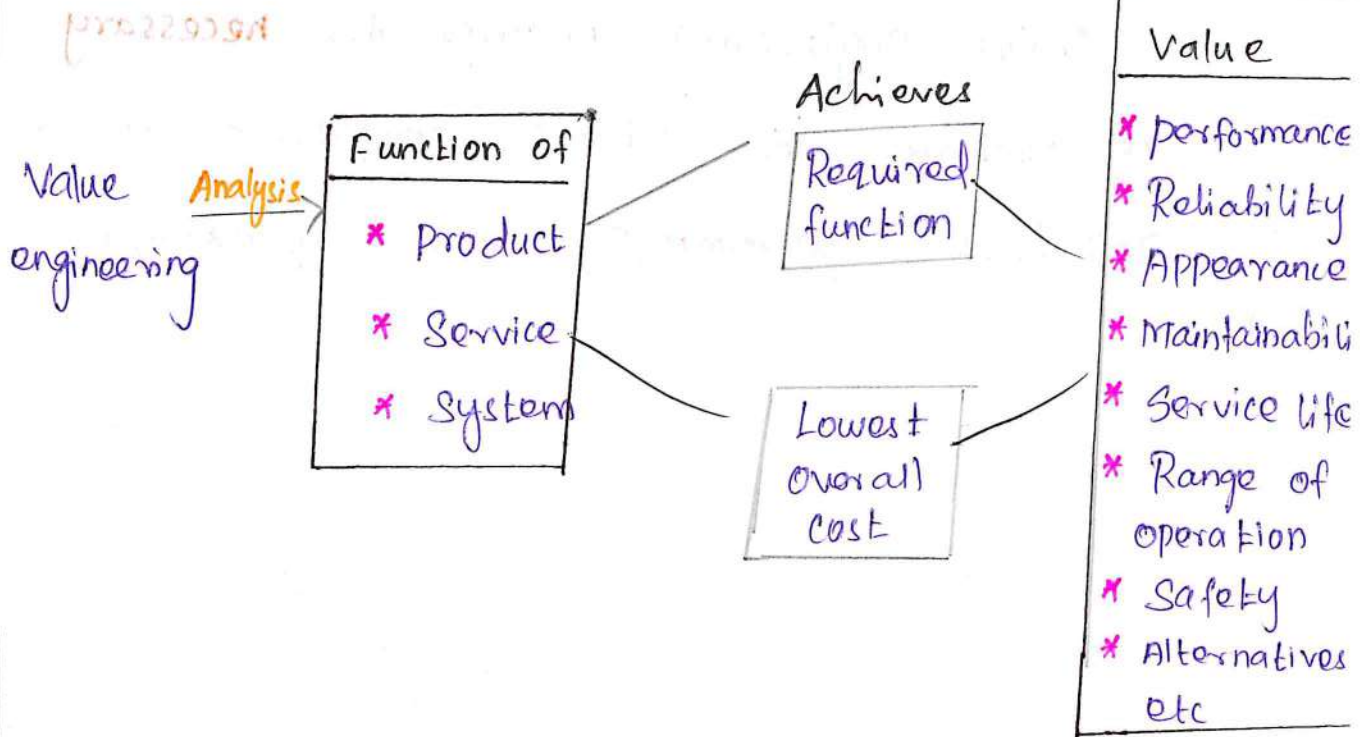 Value
engineering
Analysis
Function of
* Product
* Service
* System
Achieves
Required
function
Lowest
overall
cost
Value
* performance
* Reliability
* Appearance
* Maintainabili
* Service life
* Range of
operation
* Safety
* Alternatives
etc
necessary